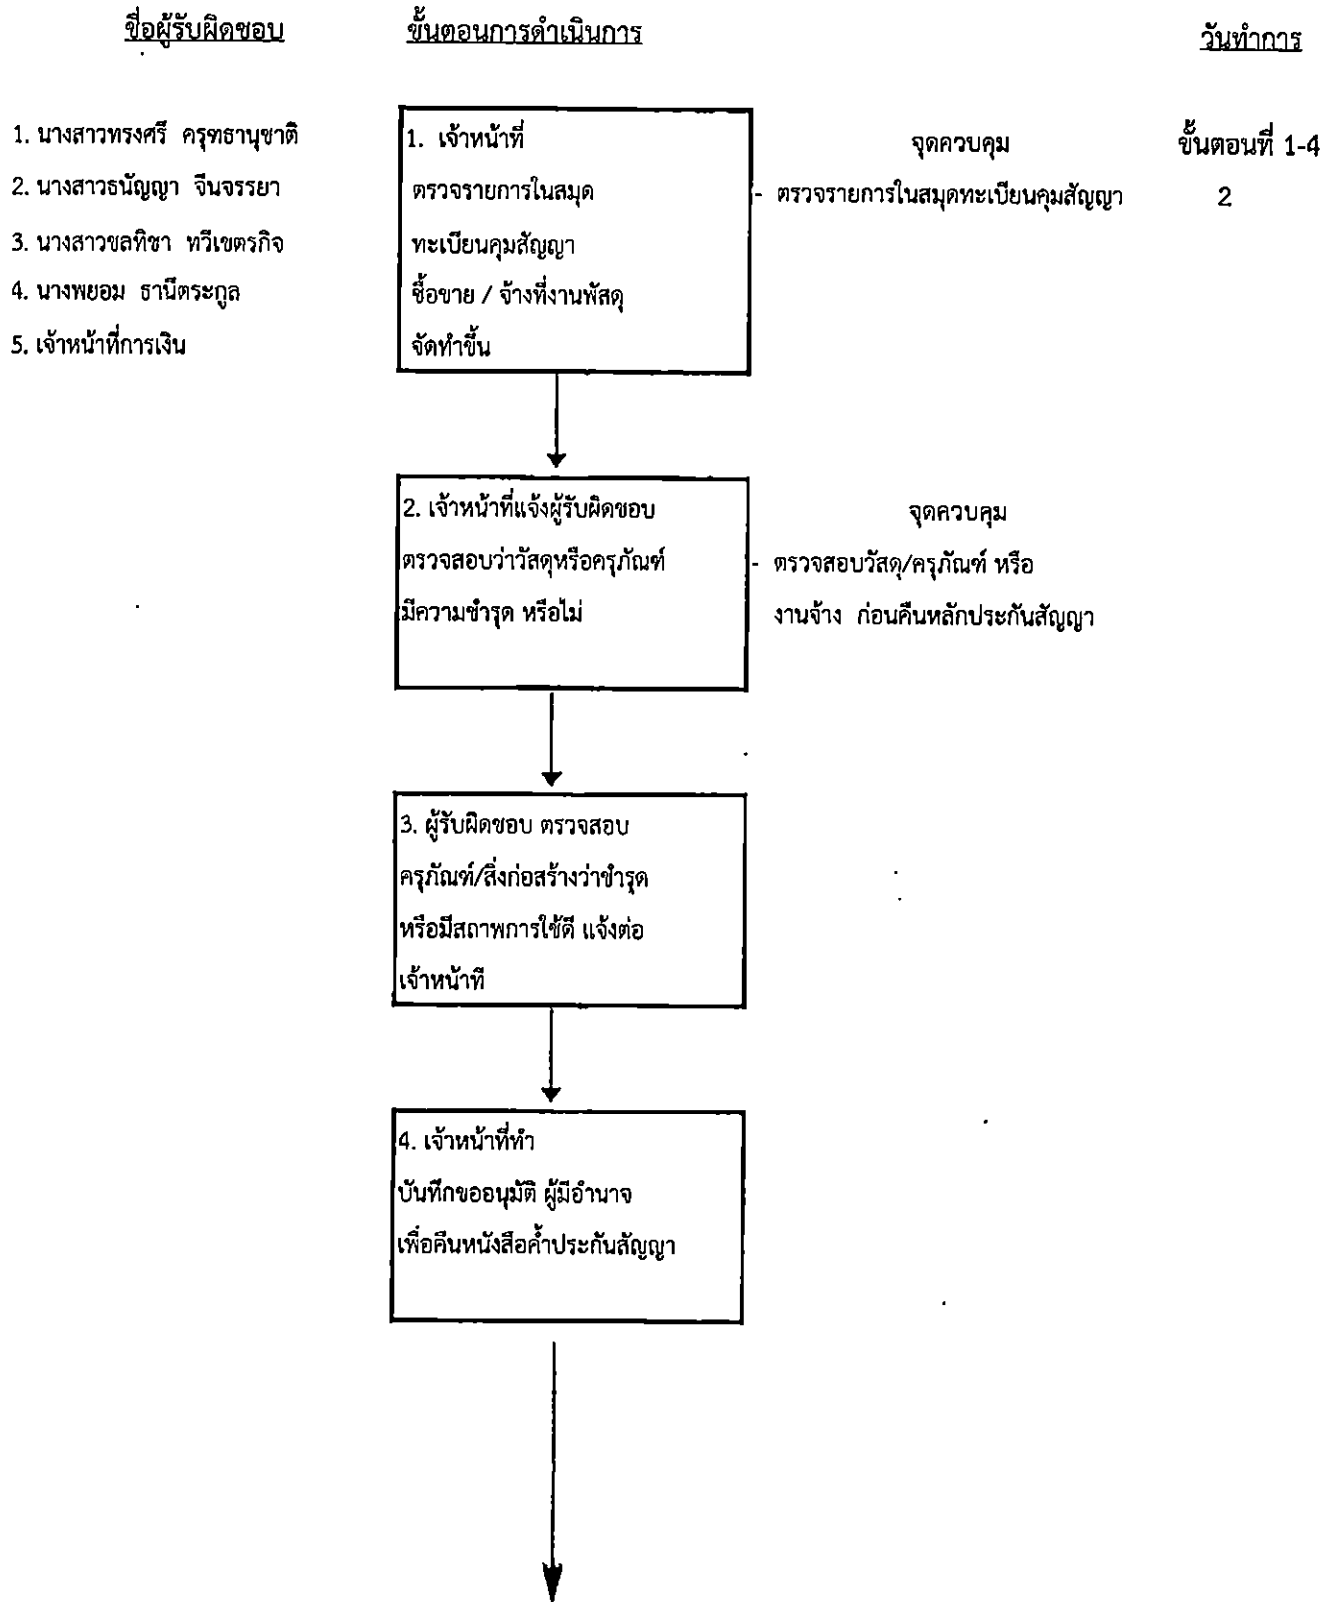 ชื่อผู้รับผิดชอบ
ขั้นตอนการดำเนินการ
วันทำการ
1. นางสาวทรงศรี ครุฑธานุชาติ
2. นางสาวธนัญญา จีนจรรยา
3. นางสาวชลทิชา ทวีเขตรกิจ
4. นางพยอม ธานีตระกูล
5. เจ้าหน้าที่การเงิน
1. เจ้าหน้าที่
ตรวจรายการในสมุด
ทะเบียนคุมสัญญา
ซื้อขาย / จ้างที่งานพัสดุ
จัดทำขึ้น
จุดควบคุม
- ตรวจรายการในสมุดทะเบียนคุมสัญญา
ขั้นตอนที่ 1-4
2
2. เจ้าหน้าที่แจ้งผู้รับผิดชอบ
ตรวจสอบว่าวัสดุหรือครุภัณฑ์
มีความชำรุด หรือไม่
จุดควบคุม
- ตรวจสอบวัสดุ/ครุภัณฑ์ หรือ
งานจ้าง ก่อนคืนหลักประกันสัญญา
3. ผู้รับผิดชอบ ตรวจสอบ
ครุภัณฑ์/สิ่งก่อสร้างว่าชำรุด
หรือมีสถาพการใช้ดี แจ้งต่อ
เจ้าหน้าที
4. เจ้าหน้าที่ทำ
บันทึกขออนุมัติ ผู้มีอำนาจ
เพื่อคืนหนังสือค้ำประกันสัญญา